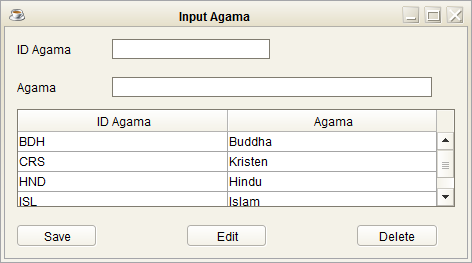 Input Agama
ID Agama
Agama
ID Agama Agama
BDH Buddha
CRS Kristen
HND Hindu
ISL Islam
Save Edit Delete